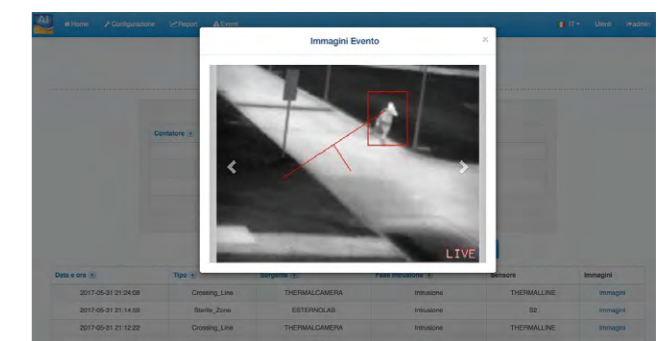 AI
Home Configurazione Report Eventi IT Utenti admin
Immagini Evento ×
Contatore
LIVE
Data e ora Tipo Sorgente Fase Intrusione Sensore Immagini
2017-05-31 21:24:08 Crossing_Line THERMALCAMERA Intrusione THERMALLINE Immagini
2017-05-31 21:14:59 Sterile_Zone ESTERNOLAB Intrusione S2 Immagini
2017-05-31 21:12:22 Crossing_Line THERMALCAMERA Intrusione THERMALLINE Immagini